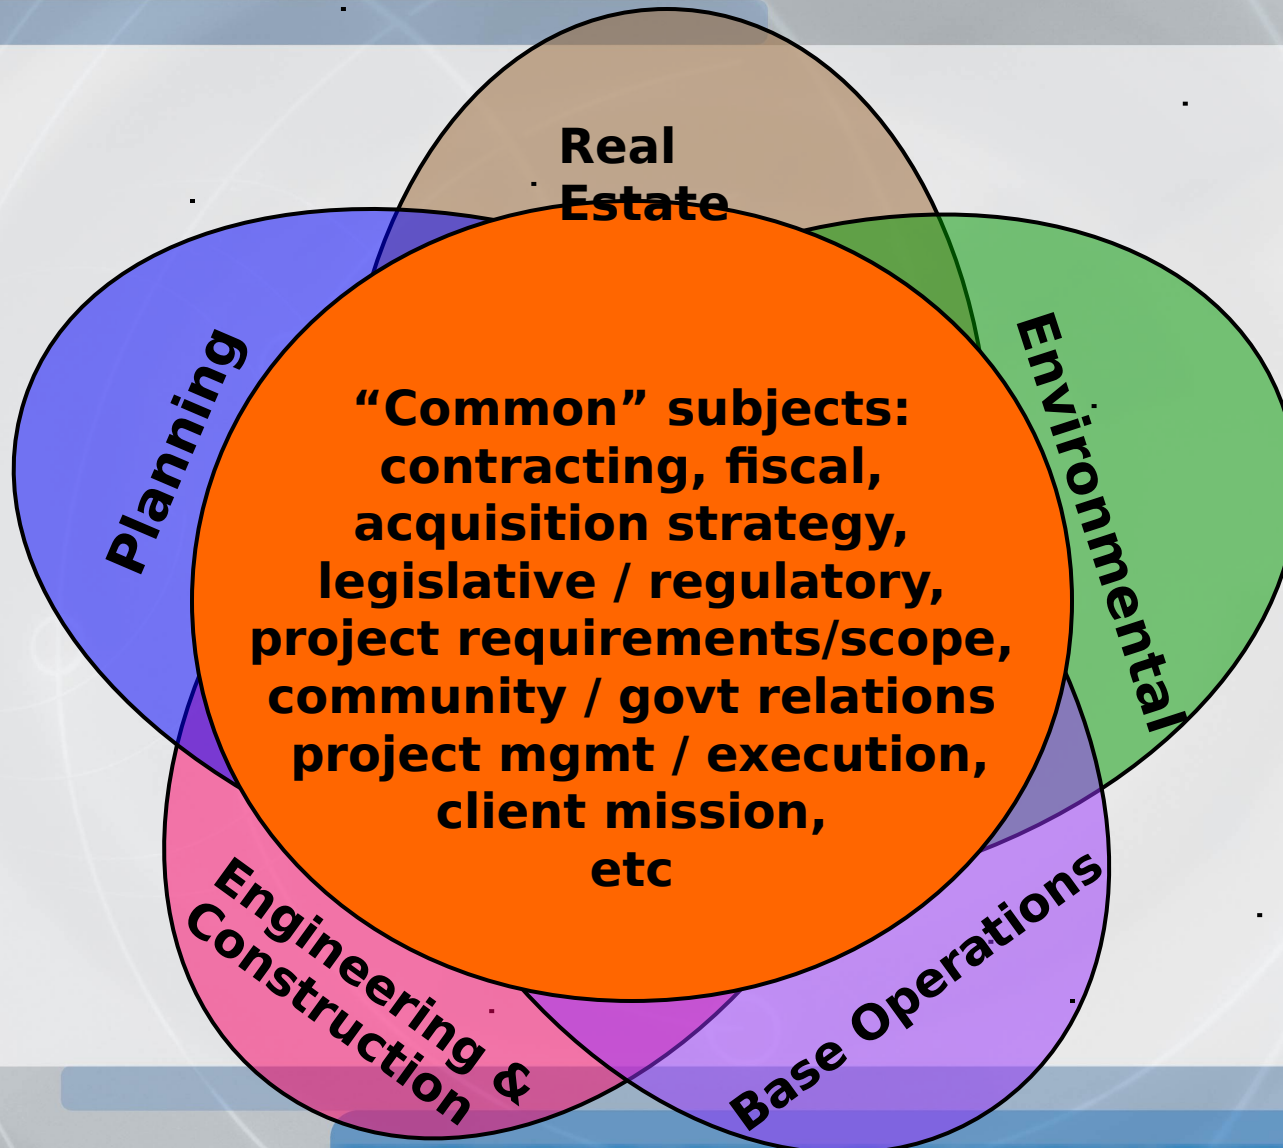 Real
Estate
Planning
Environmental
“Common” subjects:
contracting, fiscal,
acquisition strategy,
legislative / regulatory,
project requirements/scope,
community / govt relations
project mgmt / execution,
client mission,
etc
Engineering &
Construction
Base Operations